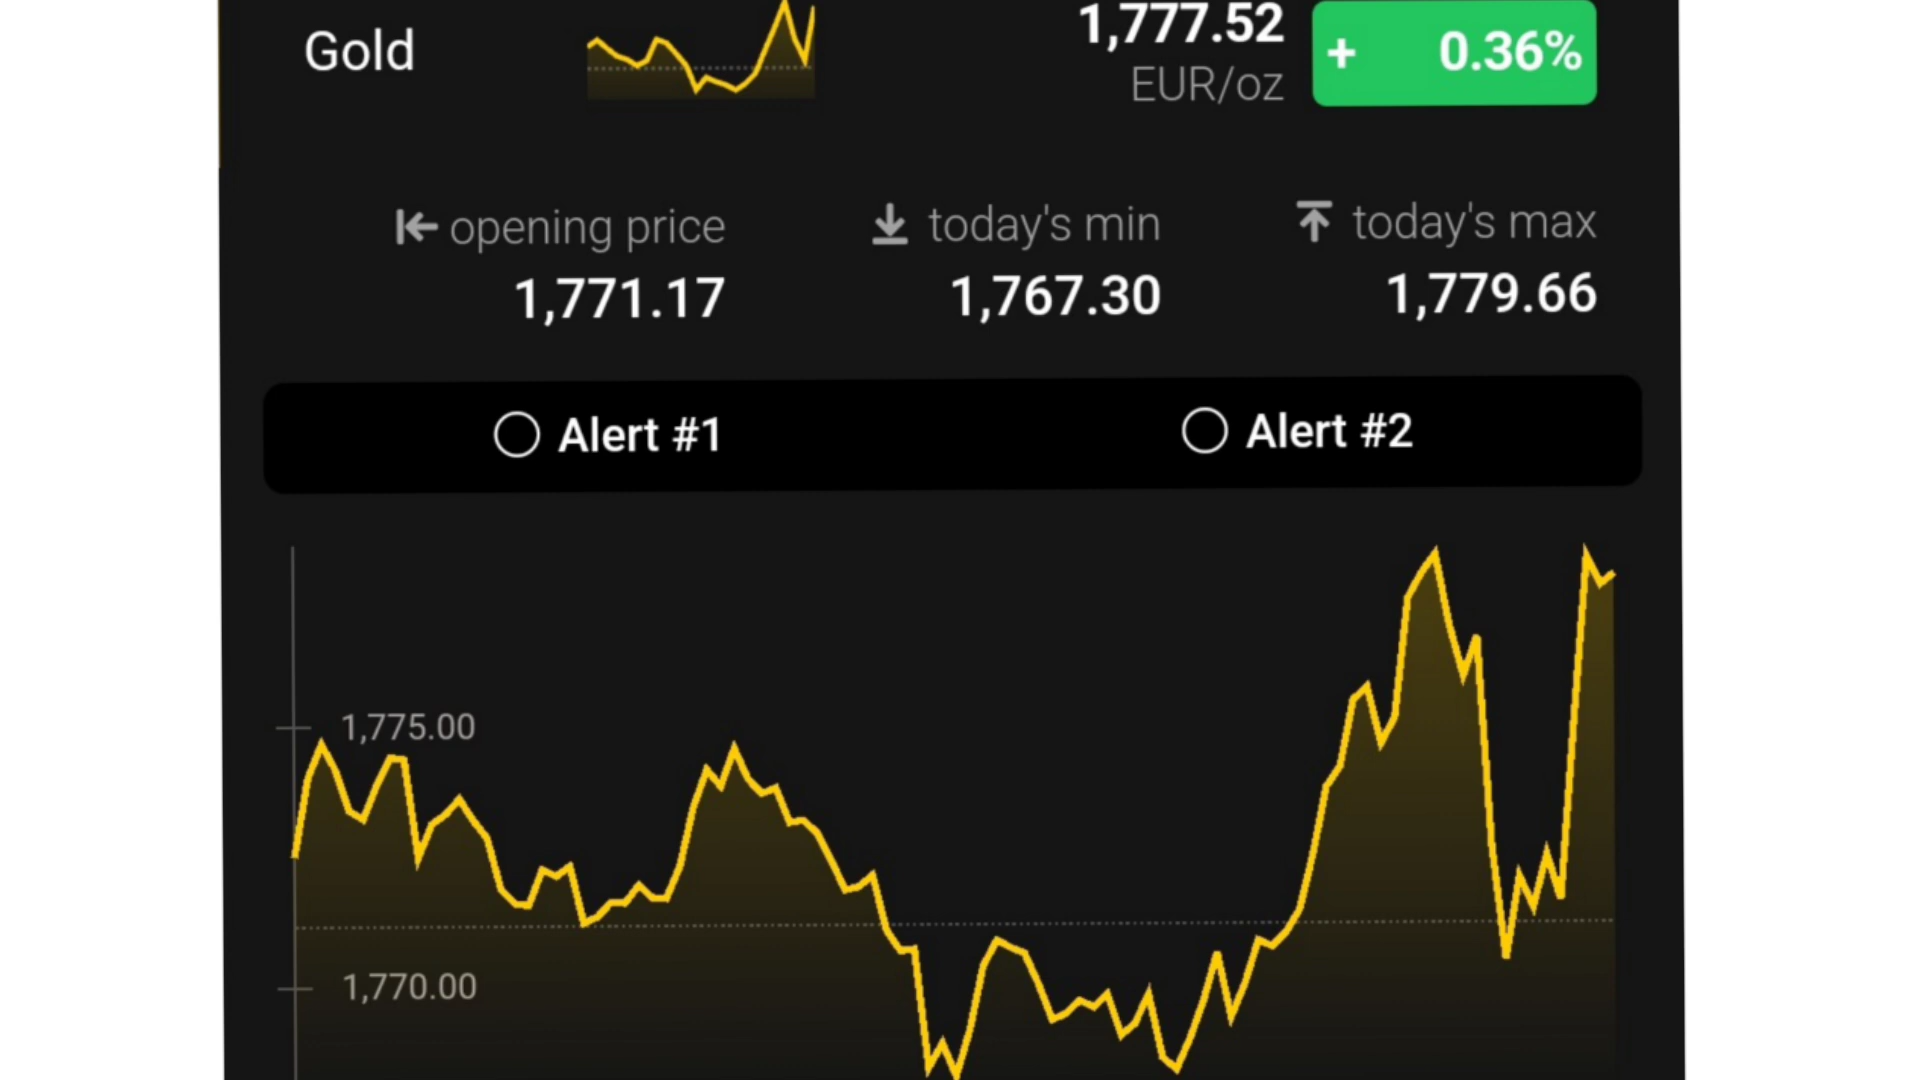 Gold
1,777.52
EUR/oz
+ 0.36%
opening price
1,771.17
today's min
1,767.30
today's max
1,779.66
Alert #1
Alert #2
1,775.00
1,770.00